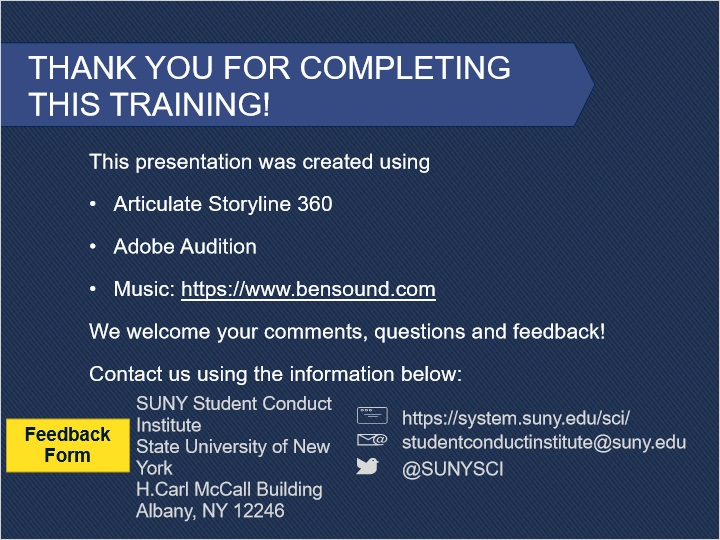 THANK YOU FOR COMPLETING
THIS TRAINING!
This presentation was created using
• Articulate Storyline 360
• Adobe Audition
• Music: https://www.bensound.com
We welcome your comments, questions and feedback!
Contact us using the information below:
Feedback
Form
SUNY Student Conduct
Institute
State University of New
York
H.Carl McCall Building
Albany, NY 12246
https://system.suny.edu/sci/
studentconductinstitute@suny.edu
@SUNYSCI